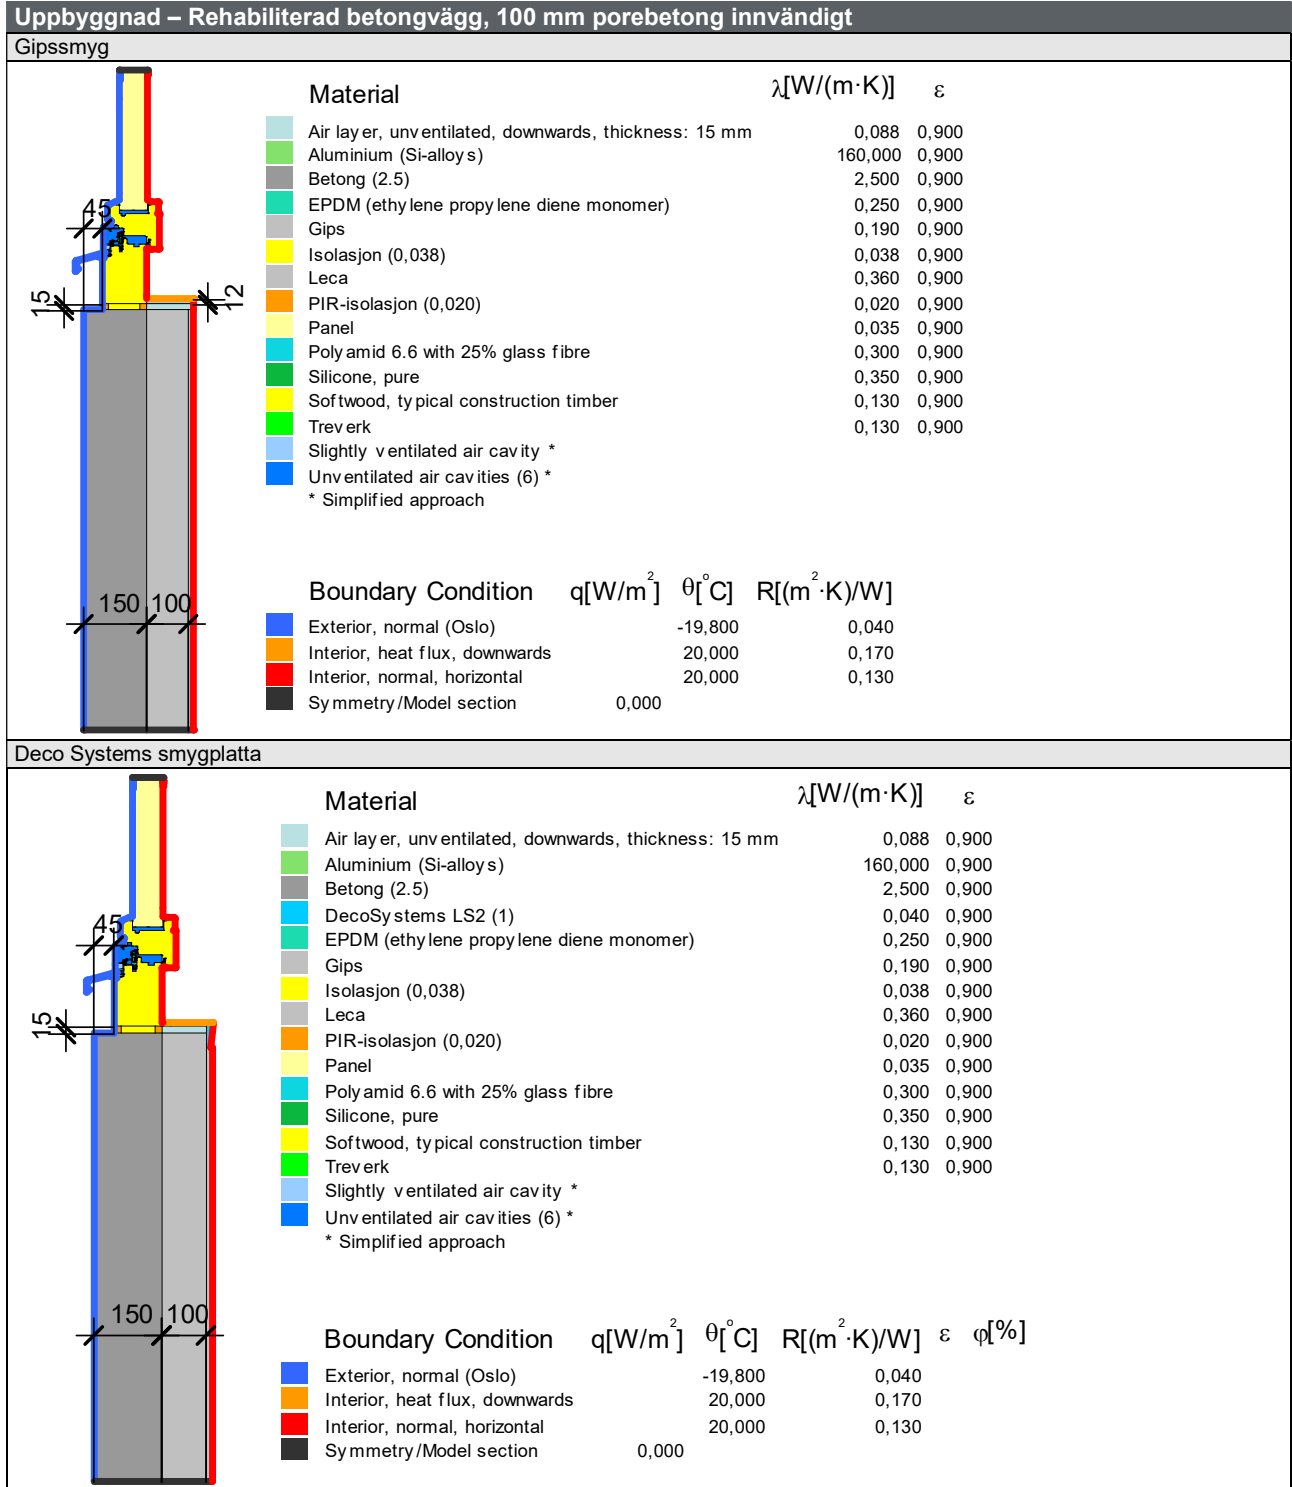 Uppbyggnad – Rehabiliterad betongvägg, 100 mm porebetong innvändigt
Gipssmyg
Material λ[W/(m·K)] ε
Air layer, unventilated, downwards, thickness: 15 mm 0,088 0,900
Aluminium (Si-alloys) 160,000 0,900
Betong (2.5) 2,500 0,900
EPDM (ethylene propylene diene monomer) 0,250 0,900
Gips 0,190 0,900
Isolasjon (0,038) 0,038 0,900
Leca 0,360 0,900
PIR-isolasjon (0,020) 0,020 0,900
Panel 0,035 0,900
Polyamid 6.6 with 25% glass fibre 0,300 0,900
Silicone, pure 0,350 0,900
Softwood, typical construction timber 0,130 0,900
Treverk 0,130 0,900
Slightly ventilated air cavity *
Unventilated air cavities (6) *
* Simplified approach
45
15
12
150 100
Boundary Condition q[W/m²] θ[°C] R[(m²·K)/W]
Exterior, normal (Oslo) -19,800 0,040
Interior, heat flux, downwards 20,000 0,170
Interior, normal, horizontal 20,000 0,130
Symmetry/Model section 0,000
Deco Systems smygplatta
Material λ[W/(m·K)] ε
Air layer, unventilated, downwards, thickness: 15 mm 0,088 0,900
Aluminium (Si-alloys) 160,000 0,900
Betong (2.5) 2,500 0,900
DecoSystems LS2 (1) 0,040 0,900
EPDM (ethylene propylene diene monomer) 0,250 0,900
Gips 0,190 0,900
Isolasjon (0,038) 0,038 0,900
Leca 0,360 0,900
PIR-isolasjon (0,020) 0,020 0,900
Panel 0,035 0,900
Polyamid 6.6 with 25% glass fibre 0,300 0,900
Silicone, pure 0,350 0,900
Softwood, typical construction timber 0,130 0,900
Treverk 0,130 0,900
Slightly ventilated air cavity *
Unventilated air cavities (6) *
* Simplified approach
45
15
150 100
Boundary Condition q[W/m²] θ[°C] R[(m²·K)/W] ε φ[%]
Exterior, normal (Oslo) -19,800 0,040
Interior, heat flux, downwards 20,000 0,170
Interior, normal, horizontal 20,000 0,130
Symmetry/Model section 0,000